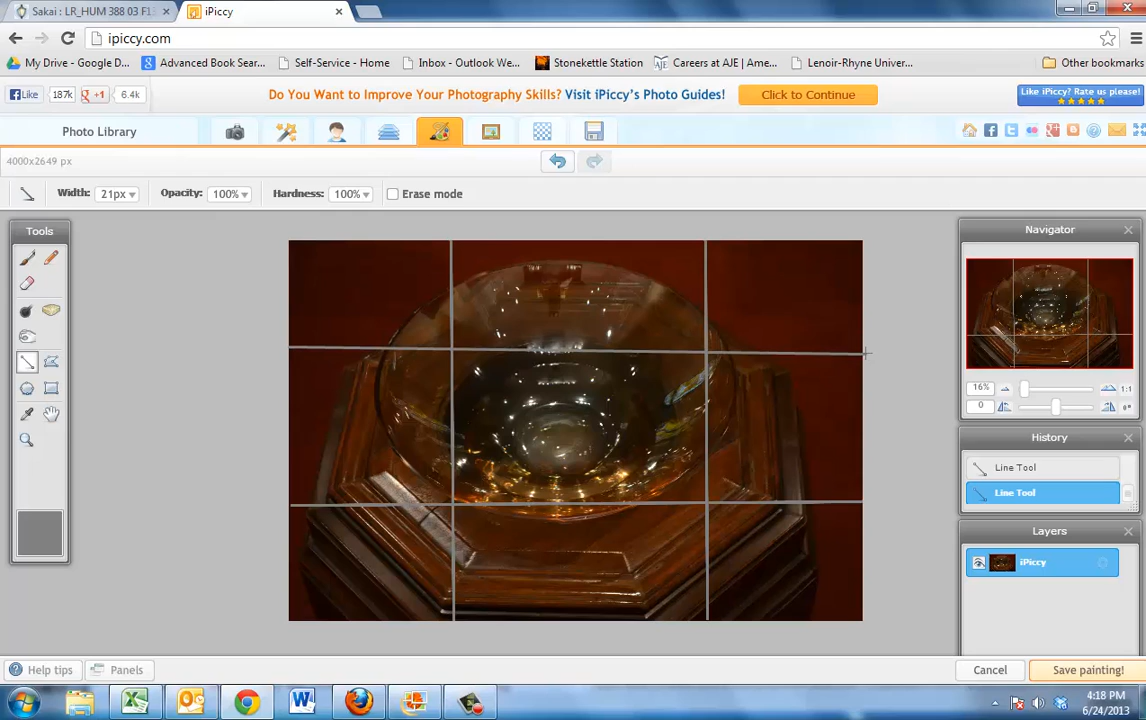 Sakai : LR_HUM 388 03 F1
iPiccy
ipiccy.com
My Drive - Google D...
Advanced Book Sear...
Self-Service - Home
Inbox - Outlook We...
Stonekettle Station
Careers at AJE | Ame...
Lenoir-Rhyne Univer...
Other bookmarks
Like
187k
+1
6.4k
Do You Want to Improve Your Photography Skills? Visit iPiccy's Photo Guides!
Click to Continue
Like iPiccy? Rate us please!
Photo Library
4000x2649 px
Width: 21px
Opacity: 100%
Hardness: 100%
Erase mode
Tools
Navigator
16%
1:1
0
0°
History
Line Tool
Line Tool
Layers
iPiccy
Help tips
Panels
Cancel
Save painting!
4:18 PM
6/24/2013